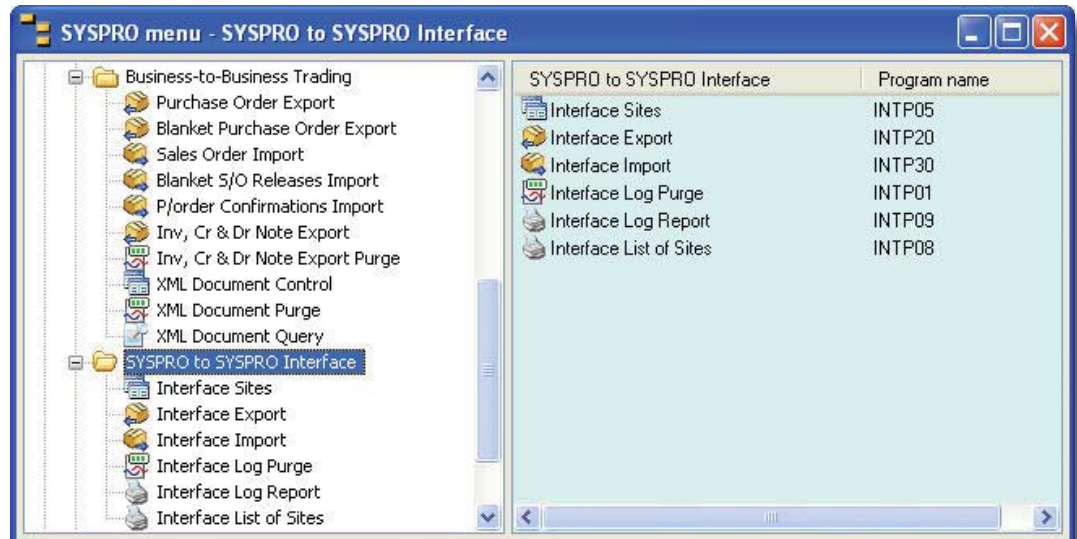 SYSPRO menu - SYSPRO to SYSPRO Interface
Business-to-Business Trading
Purchase Order Export
Blanket Purchase Order Export
Sales Order Import
Blanket S/O Releases Import
P/order Confirmations Import
Inv, Cr & Dr Note Export
Inv, Cr & Dr Note Export Purge
XML Document Control
XML Document Purge
XML Document Query
SYSPRO to SYSPRO Interface
Interface Sites
Interface Export
Interface Import
Interface Log Purge
Interface Log Report
Interface List of Sites
SYSPRO to SYSPRO Interface Program name
Interface Sites INTP05
Interface Export INTP20
Interface Import INTP30
Interface Log Purge INTP01
Interface Log Report INTP09
Interface List of Sites INTP08